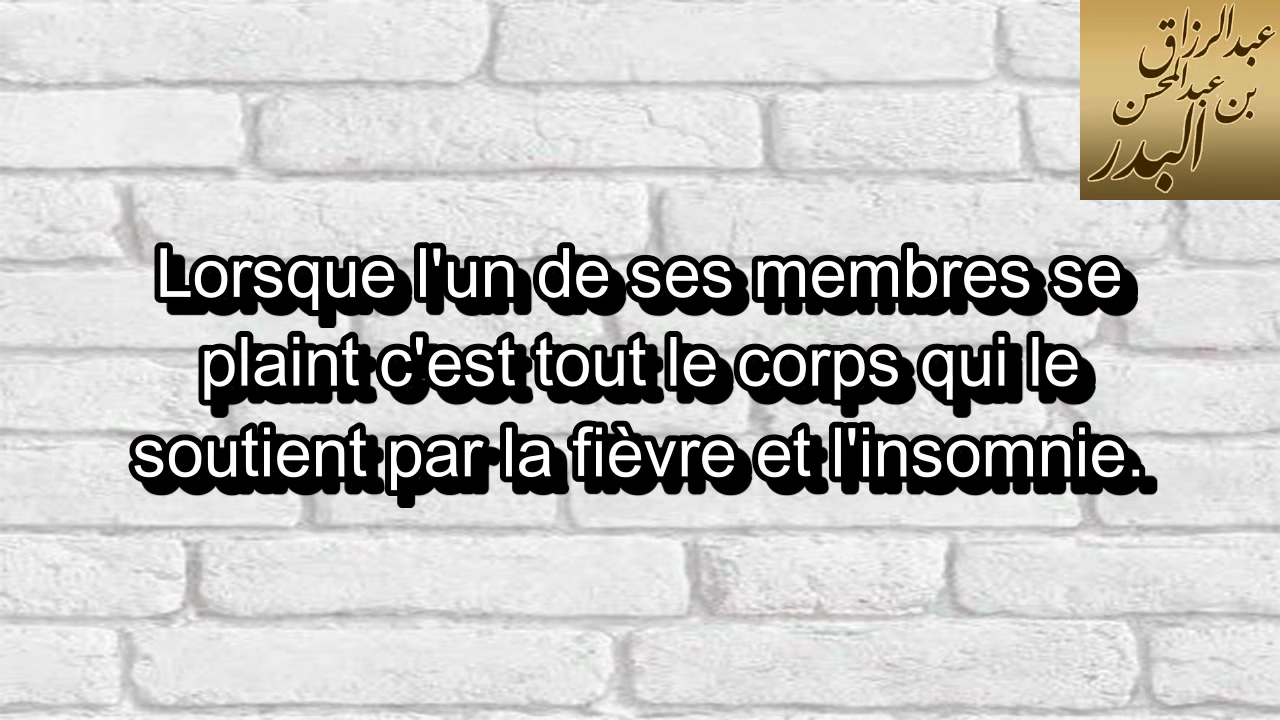 عبدالرزاق
بن عبدالمحسن
البدر
Lorsque l'un de ses membres se
plaint c'est tout le corps qui le
soutient par la fièvre et l'insomnie.